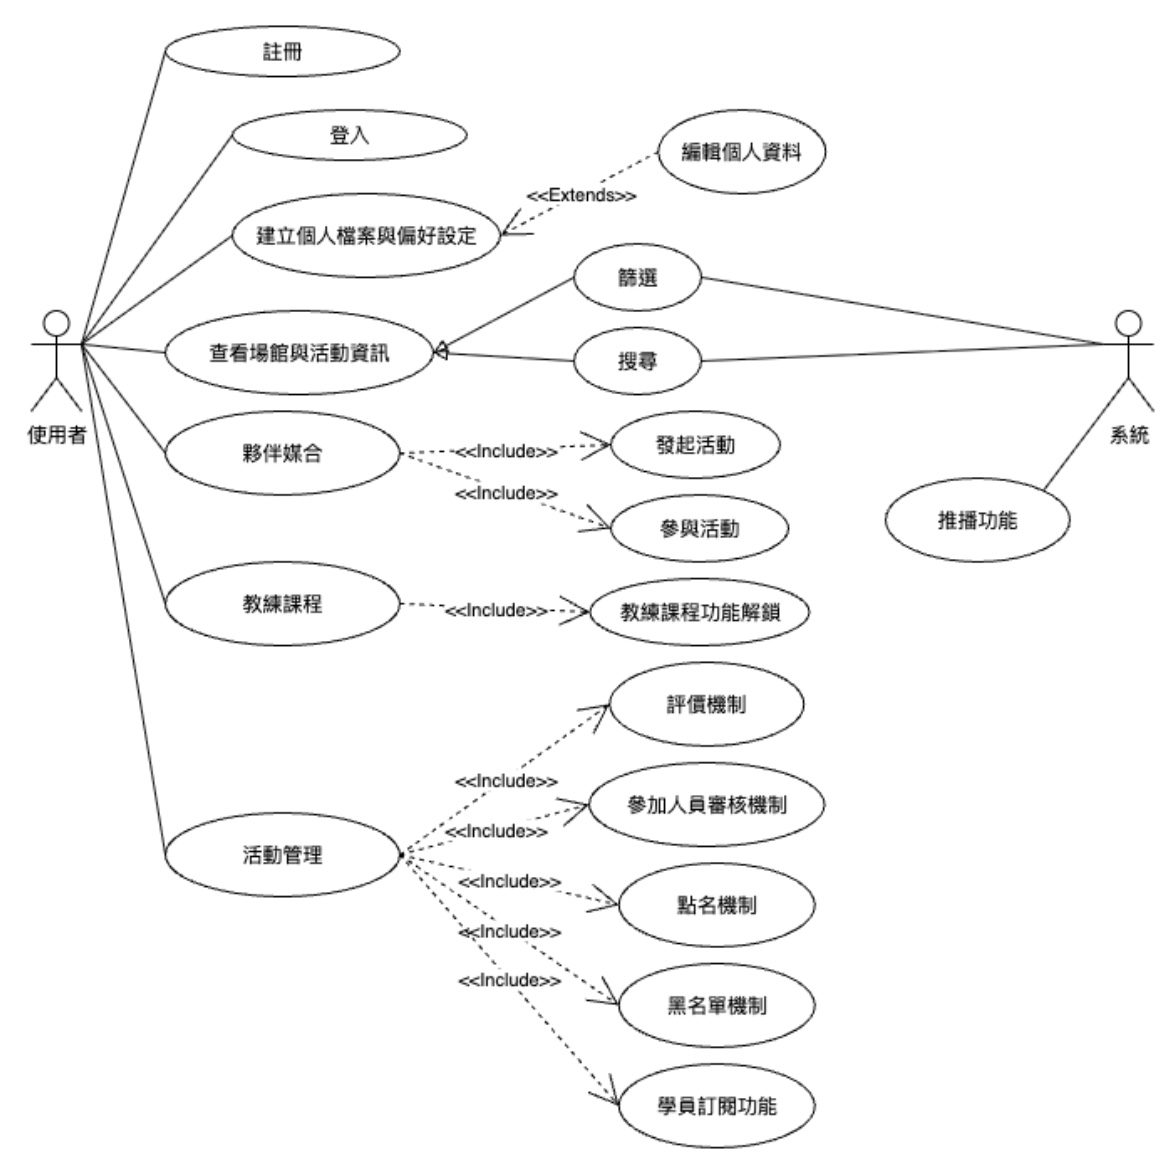 註冊
登入
編輯個人資料
<<Extends>>
建立個人檔案與偏好設定
篩選
查看場館與活動資訊
搜尋
使用者
系統
夥伴媒合
<<Include>>
發起活動
<<Include>>
參與活動
推播功能
教練課程
<<Include>>
教練課程功能解鎖
評價機制
<<Include>>
參加人員審核機制
<<Include>>
活動管理
<<Include>>
點名機制
<<Include>>
<<Include>>
黑名單機制
學員訂閱功能